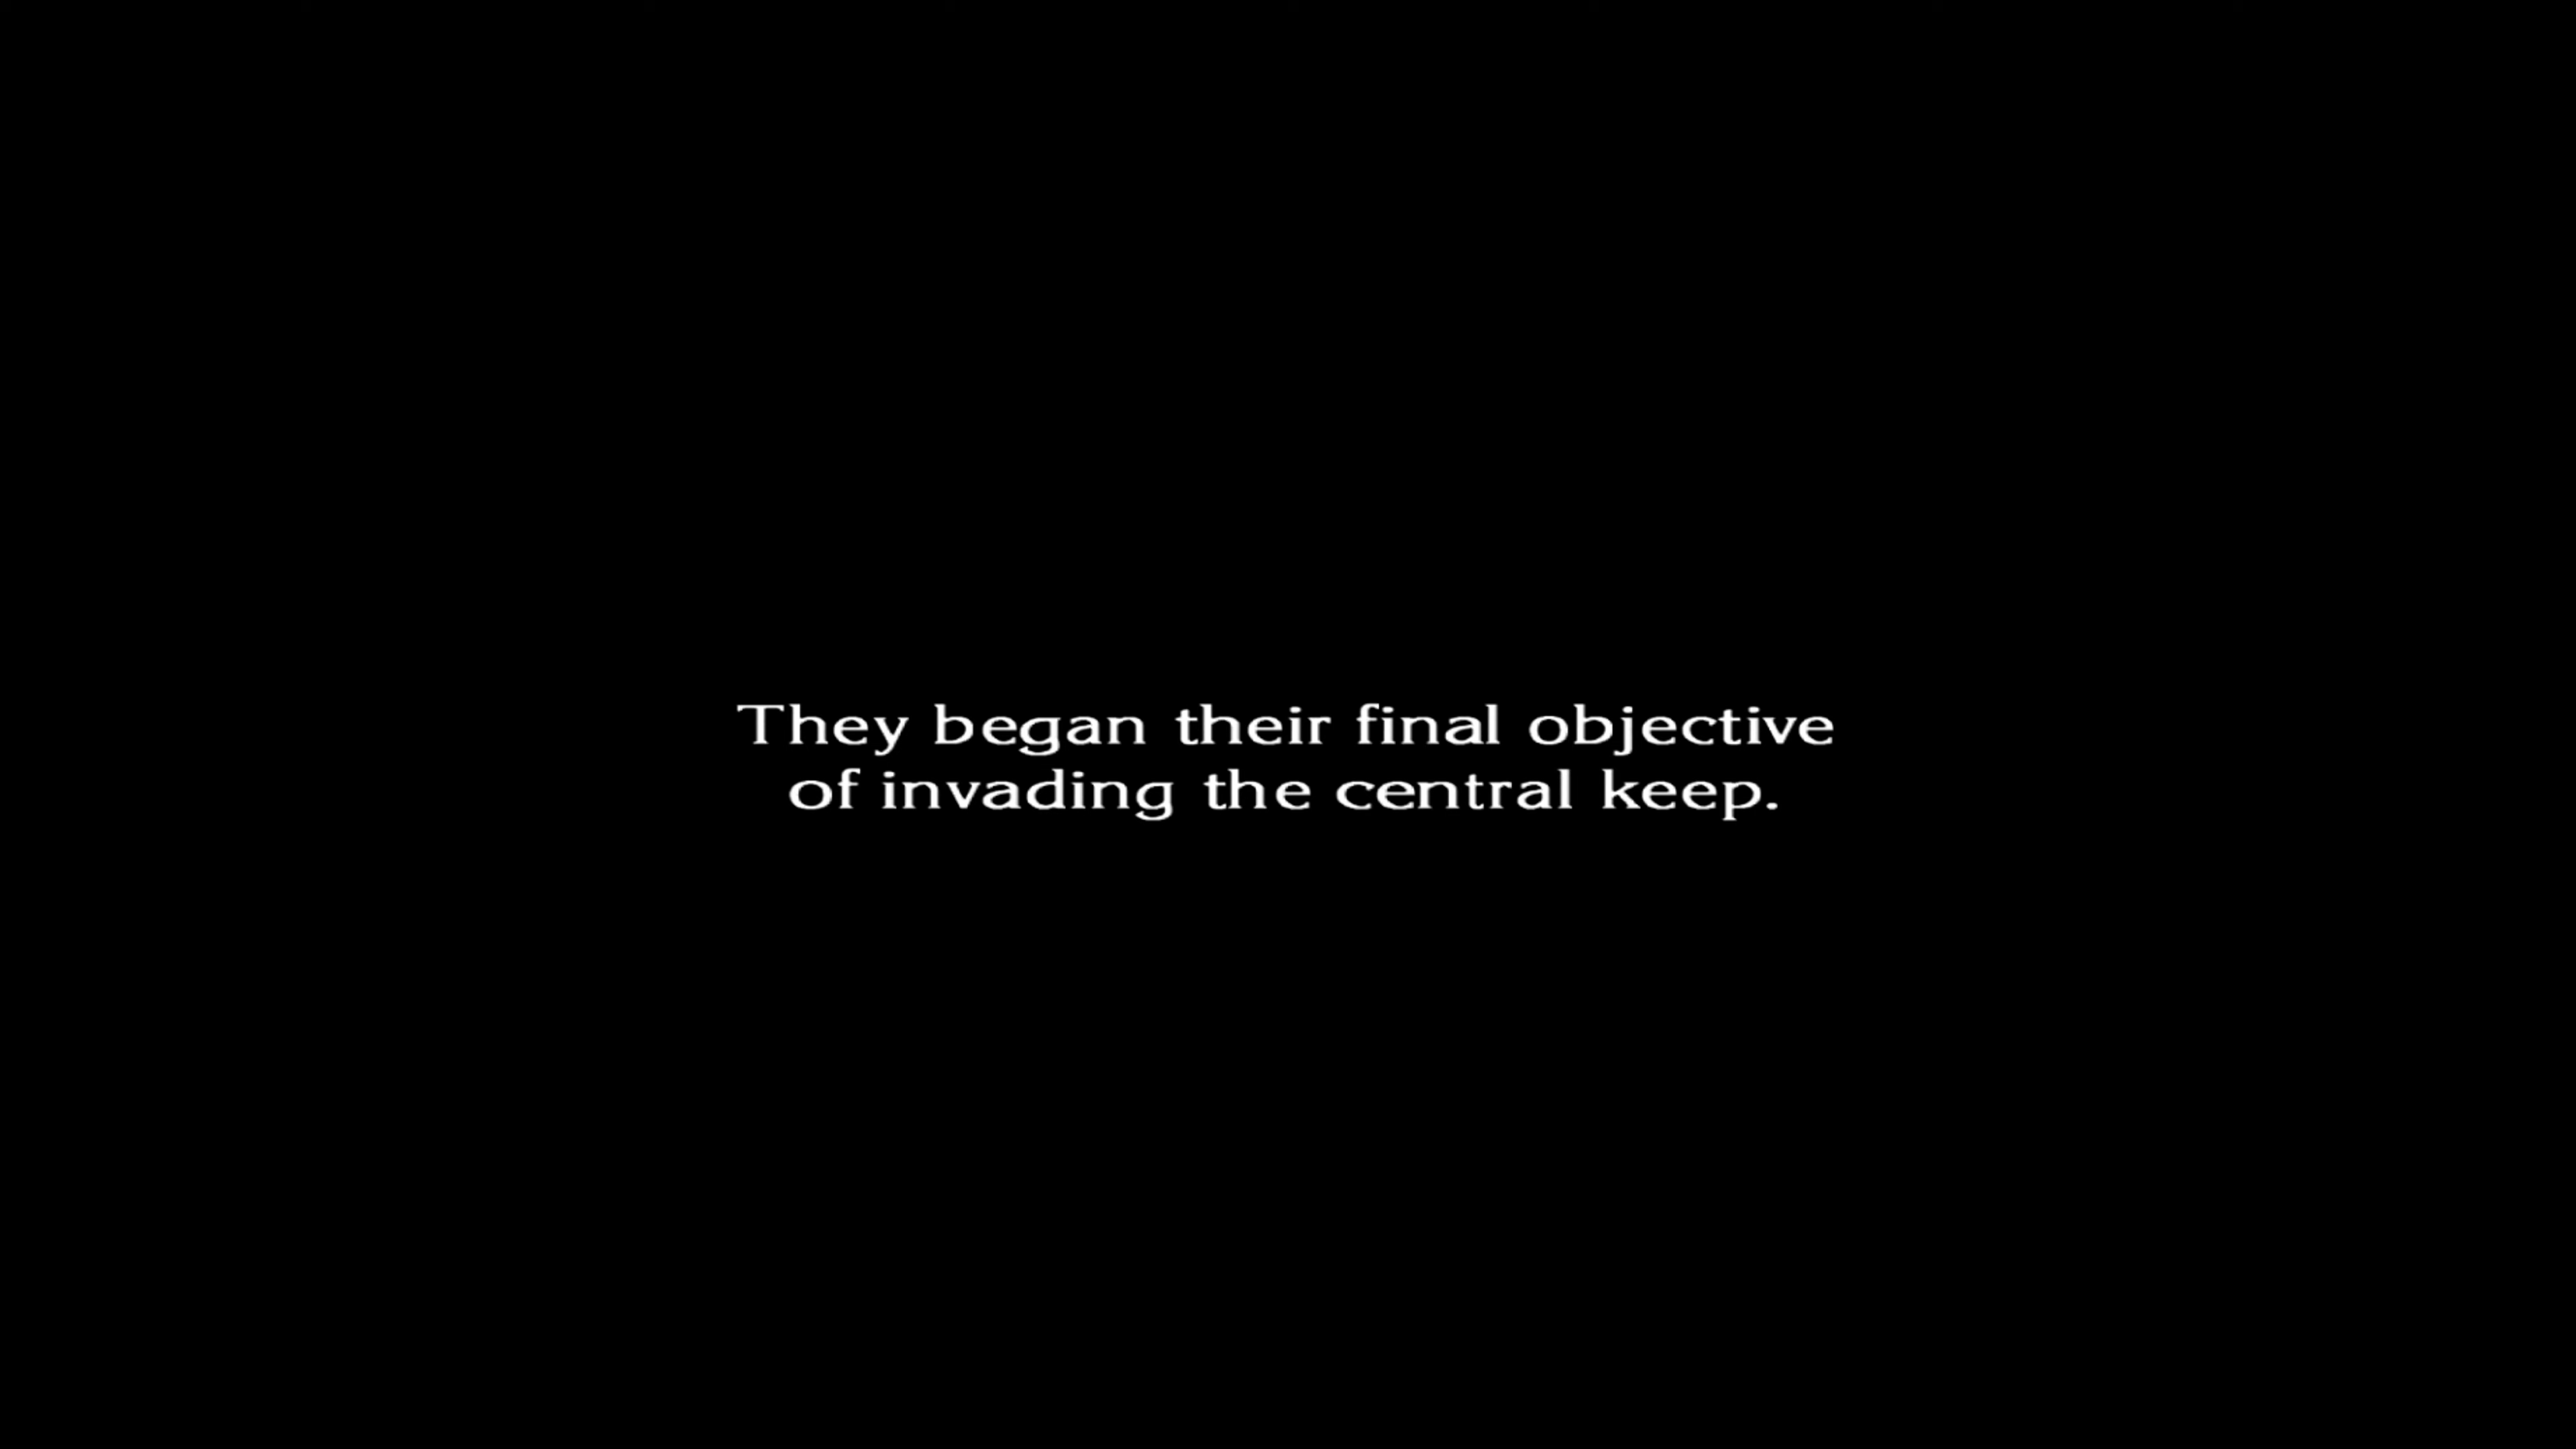 They began their final objective
of invading the central keep.